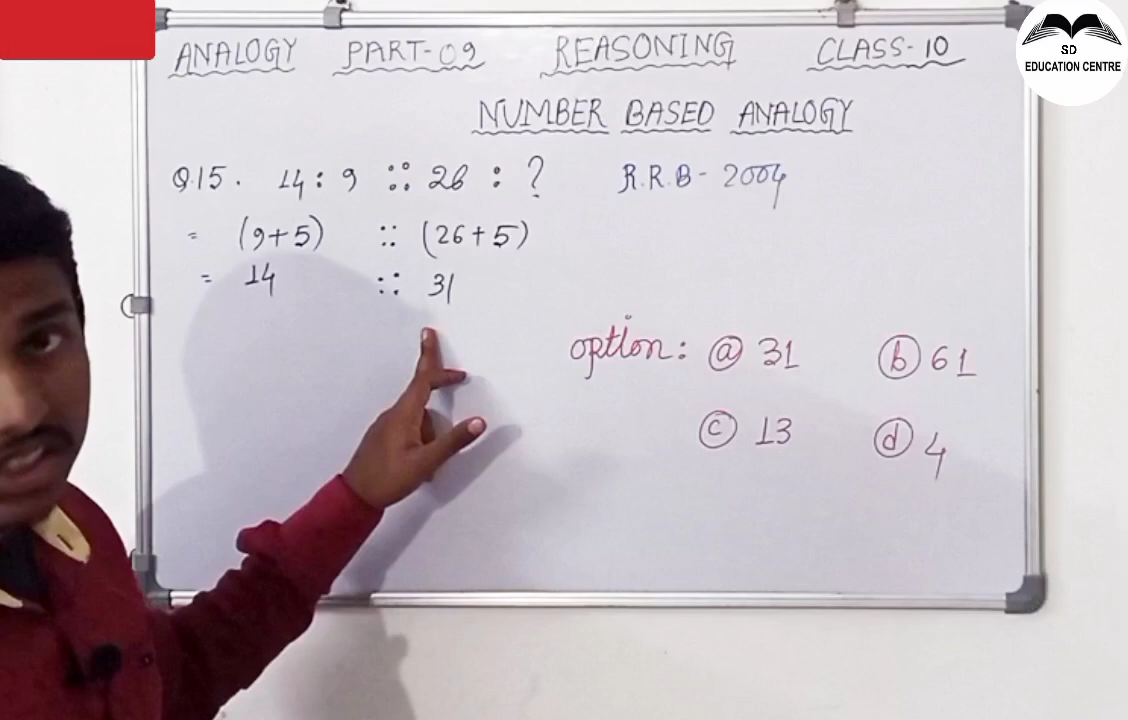 ANALOGY PART-09 REASONING CLASS-10
SD
EDUCATION CENTRE
NUMBER BASED ANALOGY
Q.15. 14 : 9 :: 26 : ? R.R.B - 2004
= (9+5) :: (26+5)
= 14 :: 31
option: (a) 31 (b) 61
(c) 13 (d) 4